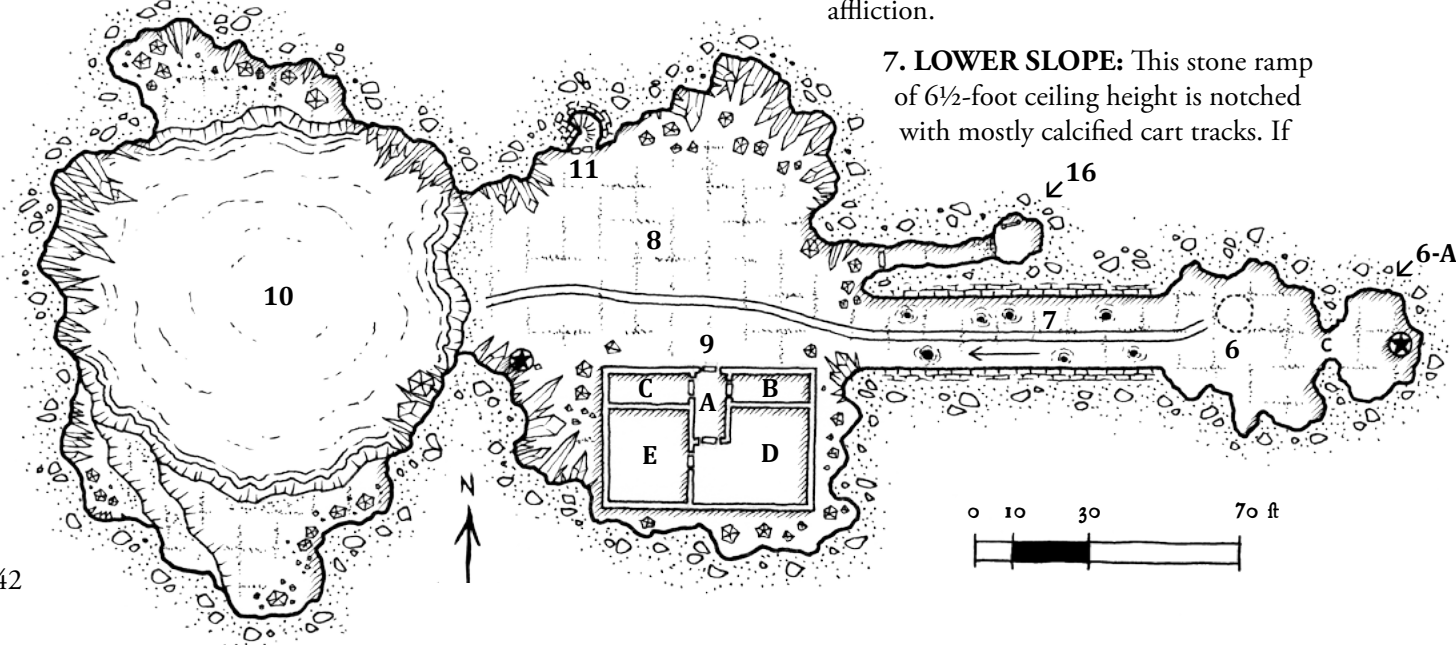 affliction.
7. LOWER SLOPE: This stone ramp
of 6½-foot ceiling height is notched
with mostly calcified cart tracks. If
16
11
8
6-A
10
7
9
6
C
A
B
E
D
N
0 10 30 70 ft
42